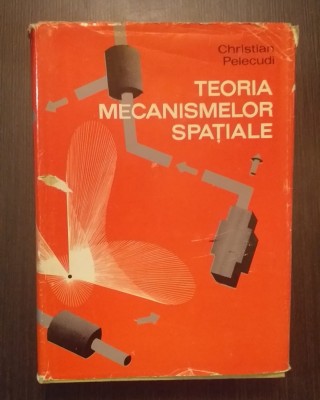 Christian
Pelecudi
TEORIA
MECANISMELOR
SPAȚIALE